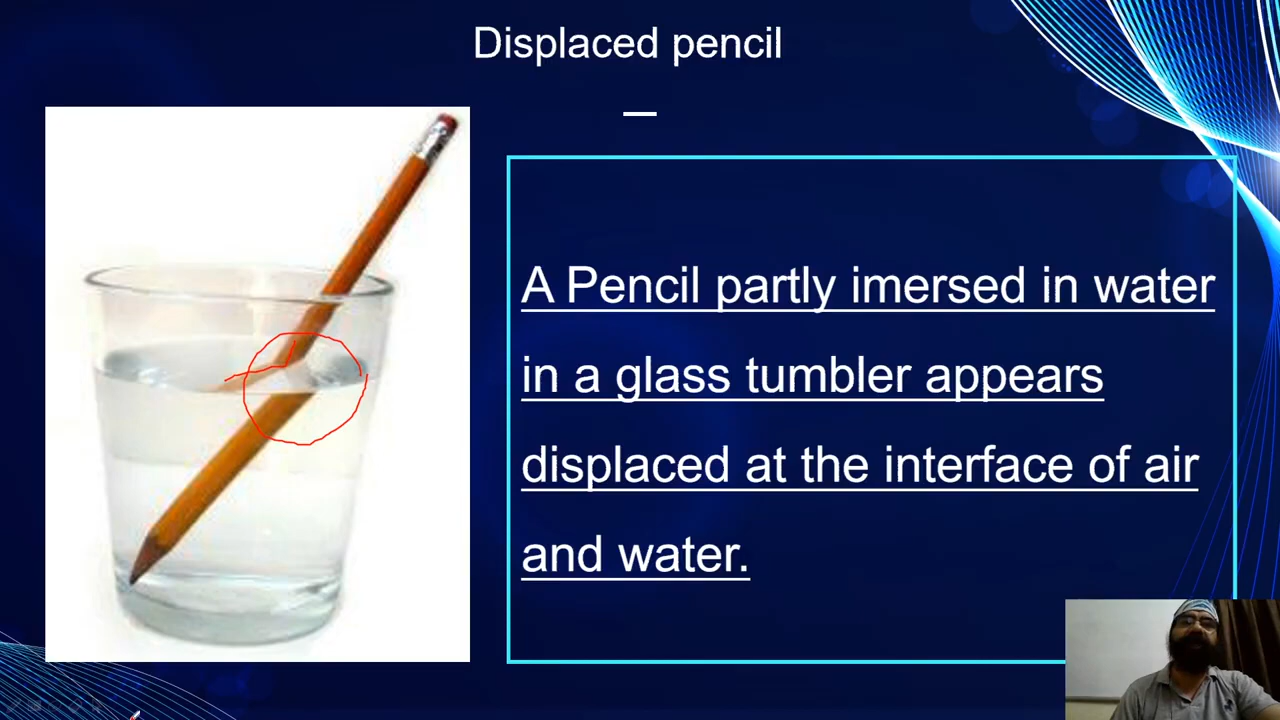 Displaced pencil
A Pencil partly imersed in water
in a glass tumbler appears
displaced at the interface of air
and water.